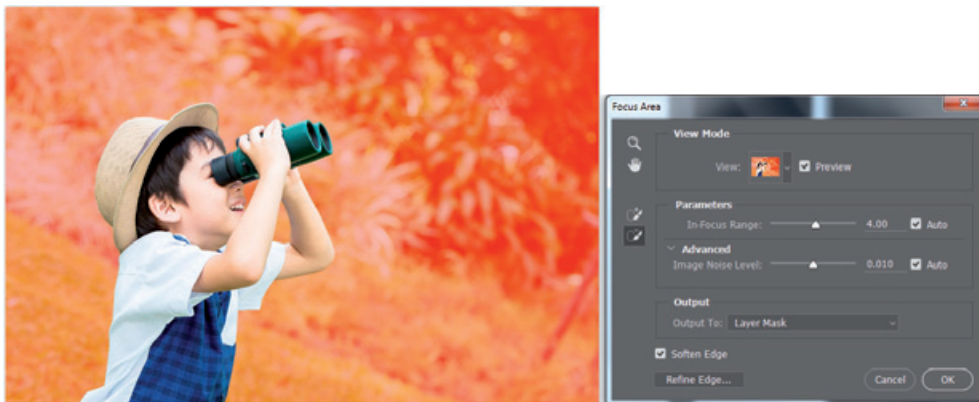 Focus Area
View Mode
View: Preview
Parameters
In-Focus Range: 4.00 Auto
Advanced
Image Noise Level: 0.010 Auto
Output
Output To: Layer Mask
Soften Edge
Refine Edge... Cancel OK